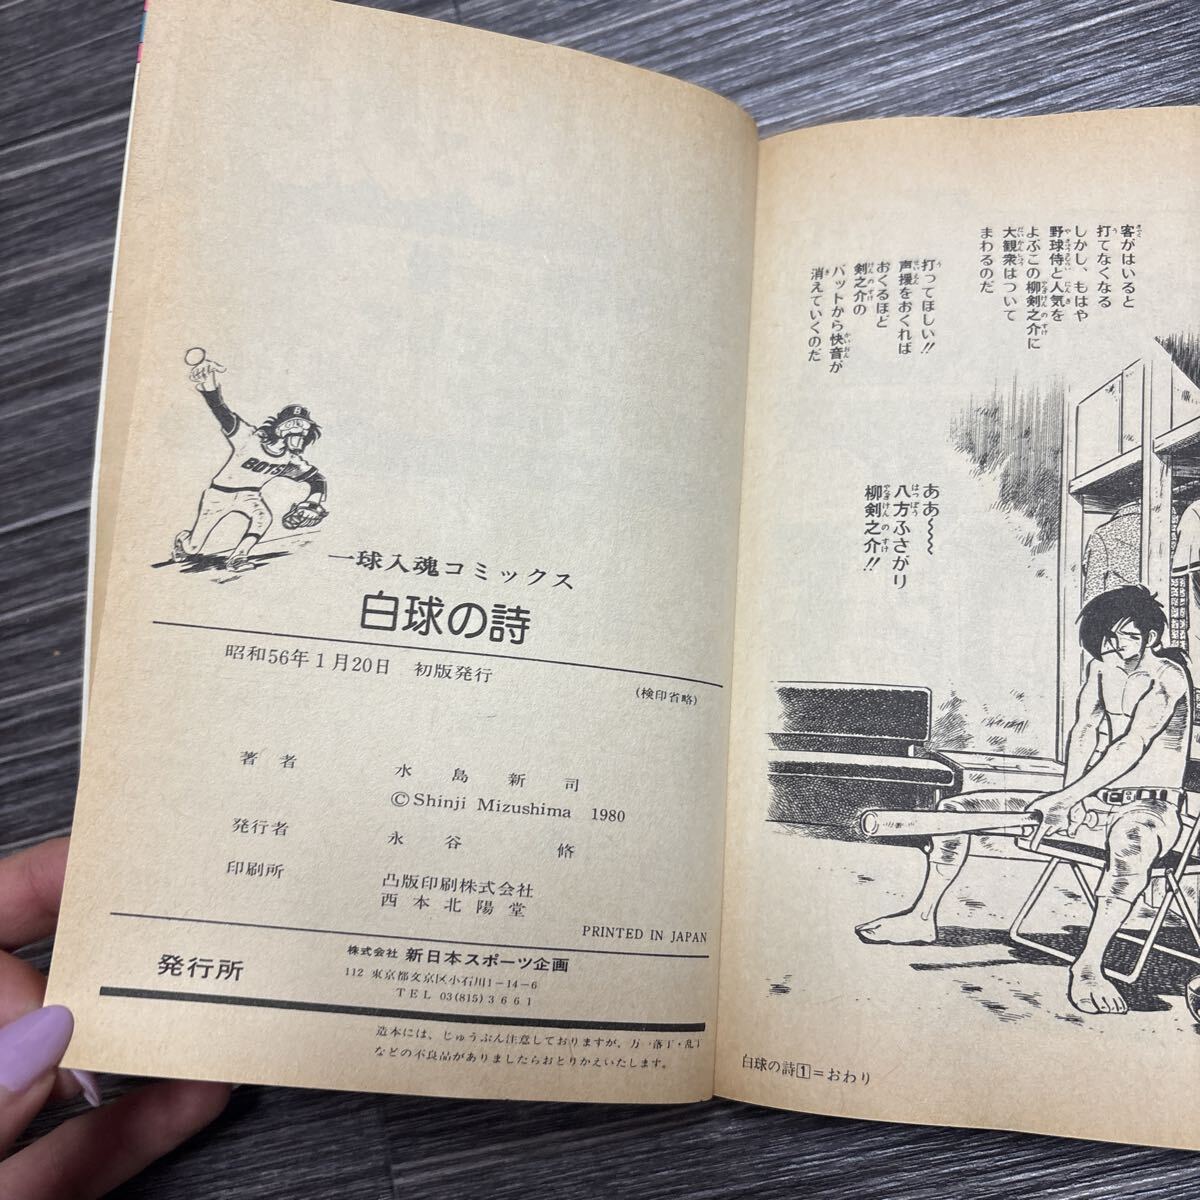 B
BOTS
一球入魂コミックス
白球の詩
昭和56年1月20日 初版発行
(検印省略)
著者 水島新司
©Shinji Mizushima 1980
発行者 永谷脩
印刷所 凸版印刷株式会社
西本北陽堂
PRINTED IN JAPAN
発行所 株式会社 新日本スポーツ企画
112 東京都文京区小石川1-14-6
TEL 03(815)3661
造本には、じゅうぶん注意しておりますが、万一落丁・乱丁
などの不良品がありましたらおとりかえいたします。
客がはいると
打てなくなる
しかし、もはや
野球侍と人気を
よぶこの柳剣之介に
大観衆はついて
まわるのだ
打ってほしい!!
声援をおくれば
おくるほど
剣之介の
バットから快音が
消えていくのだ
ああ〜〜〜
八方ふさがり
柳剣之介!!
白球の詩1=おわり